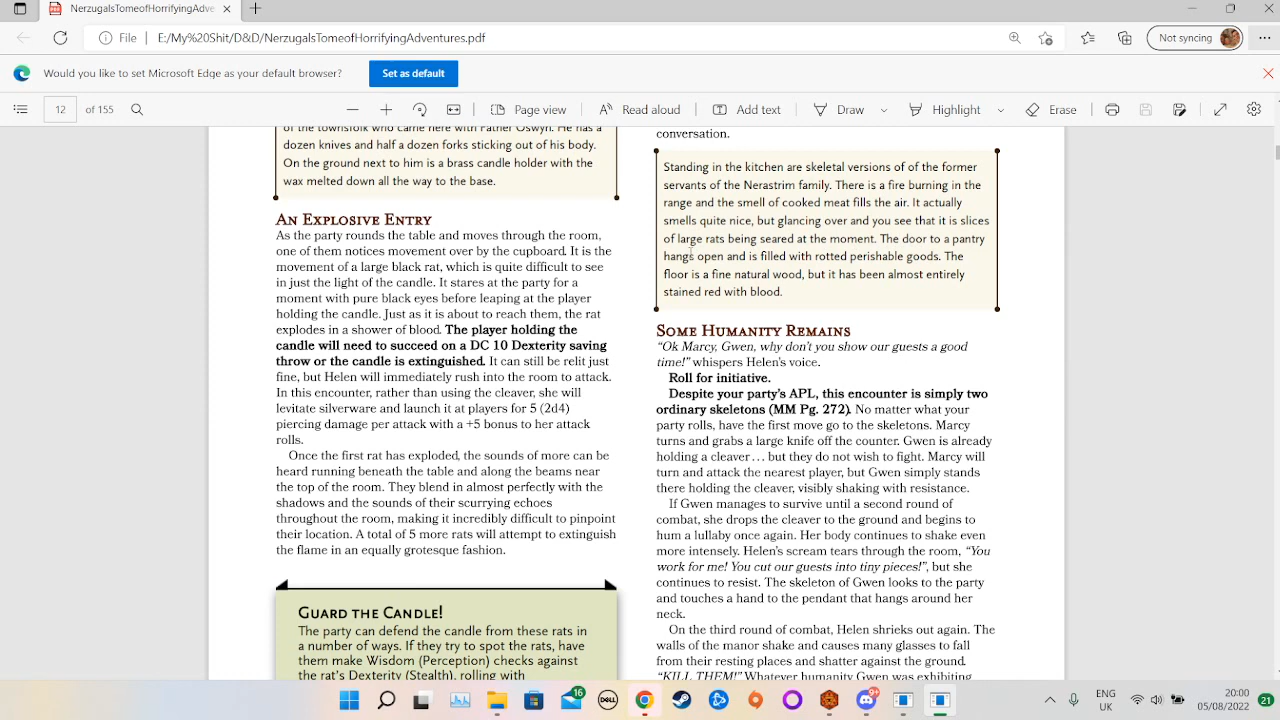 NerzugalsTomeofHorrifyingAdve
File
E:/My%20Shit/D&D/NerzugalsTomeofHorrifyingAdventures.pdf
Not syncing
Would you like to set Microsoft Edge as your default browser?
Set as default
12
of 155
Page view
Read aloud
Add text
Draw
Highlight
Erase
of the townsfolk who came here with Father Oswyn. He has a
dozen knives and half a dozen forks sticking out of his body.
On the ground next to him is a brass candle holder with the
wax melted down all the way to the base.
An Explosive Entry
As the party rounds the table and moves through the room,
one of them notices movement over by the cupboard. It is the
movement of a large black rat, which is quite difficult to see
in just the light of the candle. It stares at the party for a
moment with pure black eyes before leaping at the player
holding the candle. Just as it is about to reach them, the rat
explodes in a shower of blood. The player holding the
candle will need to succeed on a DC 10 Dexterity saving
throw or the candle is extinguished. It can still be relit just
fine, but Helen will immediately rush into the room to attack.
In this encounter, rather than using the cleaver, she will
levitate silverware and launch it at players for 5 (2d4)
piercing damage per attack with a +5 bonus to her attack
rolls.
Once the first rat has exploded, the sounds of more can be
heard running beneath the table and along the beams near
the top of the room. They blend in almost perfectly with the
shadows and the sounds of their scurrying echoes
throughout the room, making it incredibly difficult to pinpoint
their location. A total of 5 more rats will attempt to extinguish
the flame in an equally grotesque fashion.
Guard the Candle!
The party can defend the candle from these rats in
a number of ways. If they try to spot the rats, have
them make Wisdom (Perception) checks against
the rat's Dexterity (Stealth), rolling with
conversation.
Standing in the kitchen are skeletal versions of of the former
servants of the Nerastrim family. There is a fire burning in the
range and the smell of cooked meat fills the air. It actually
smells quite nice, but glancing over and you see that it is slices
of large rats being seared at the moment. The door to a pantry
hangs open and is filled with rotted perishable goods. The
floor is a fine natural wood, but it has been almost entirely
stained red with blood.
Some Humanity Remains
"Ok Marcy, Gwen, why don't you show our guests a good
time!" whispers Helen's voice.
Roll for initiative.
Despite your party's APL, this encounter is simply two
ordinary skeletons (MM Pg. 272). No matter what your
party rolls, have the first move go to the skeletons. Marcy
turns and grabs a large knife off the counter. Gwen is already
holding a cleaver... but they do not wish to fight. Marcy will
turn and attack the nearest player, but Gwen simply stands
there holding the cleaver, visibly shaking with resistance.
If Gwen manages to survive until a second round of
combat, she drops the cleaver to the ground and begins to
hum a lullaby once again. Her body continues to shake even
more intensely. Helen's scream tears through the room, "You
work for me! You cut our guests into tiny pieces!", but she
continues to resist. The skeleton of Gwen looks to the party
and touches a hand to the pendant that hangs around her
neck.
On the third round of combat, Helen shrieks out again. The
walls of the manor shake and causes many glasses to fall
from their resting places and shatter against the ground.
"KILL THEM!" Whatever humanity Gwen was exhibiting
16
DELL
9+
ENG
UK
20:00
05/08/2022
21